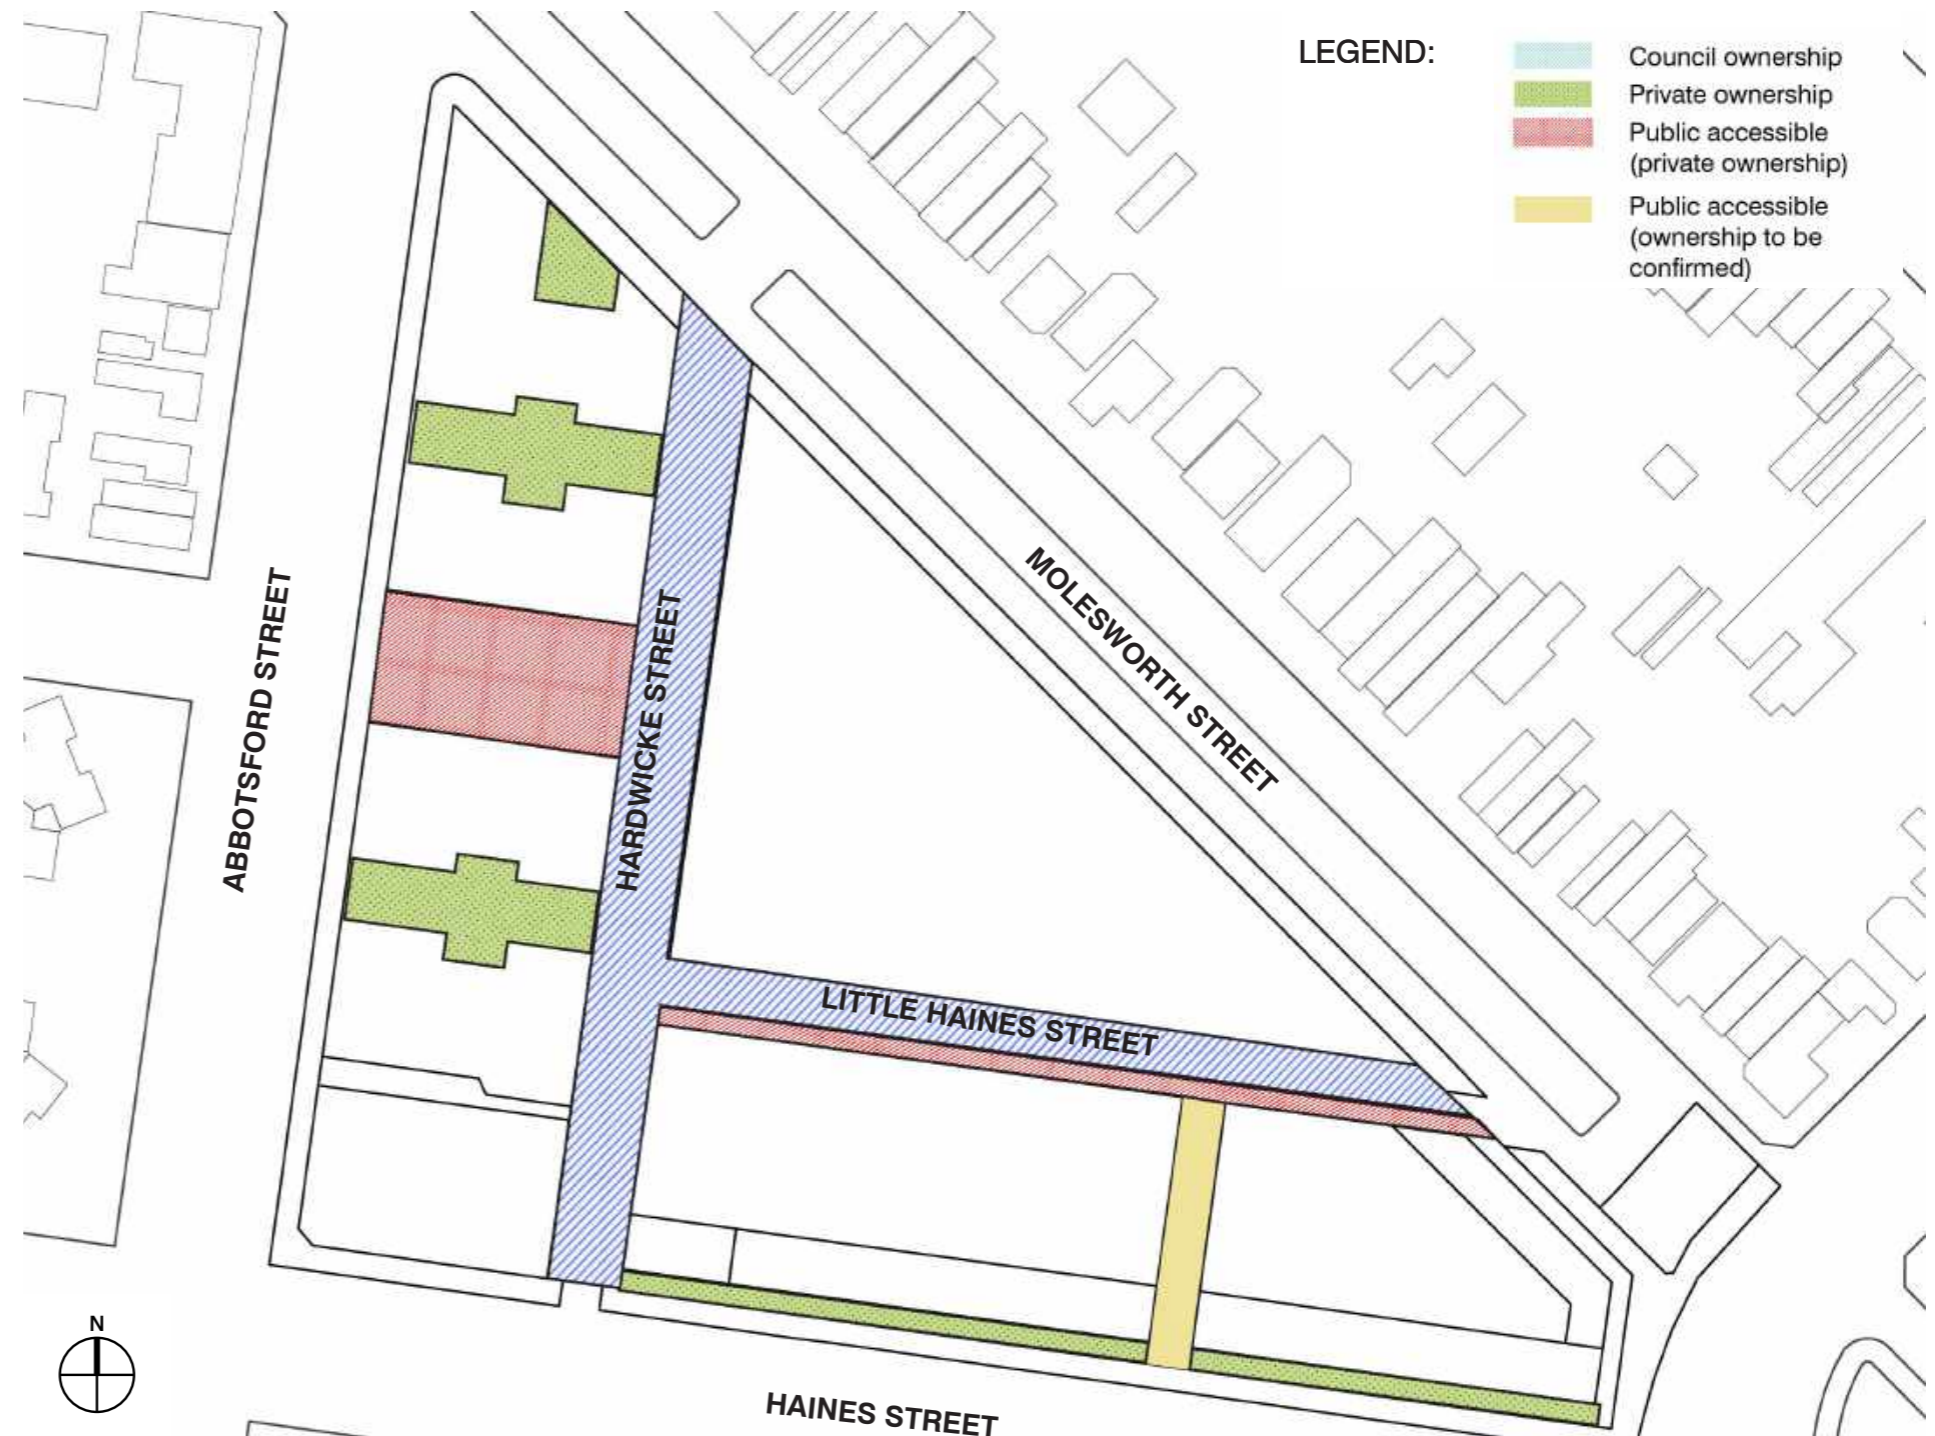 LEGEND:
Council ownership
Private ownership
Public accessible
(private ownership)
Public accessible
(ownership to be
confirmed)
MOLESWORTH STREET
ABBOTSFORD STREET
HARDWICKE STREET
LITTLE HAINES STREET
N
HAINES STREET